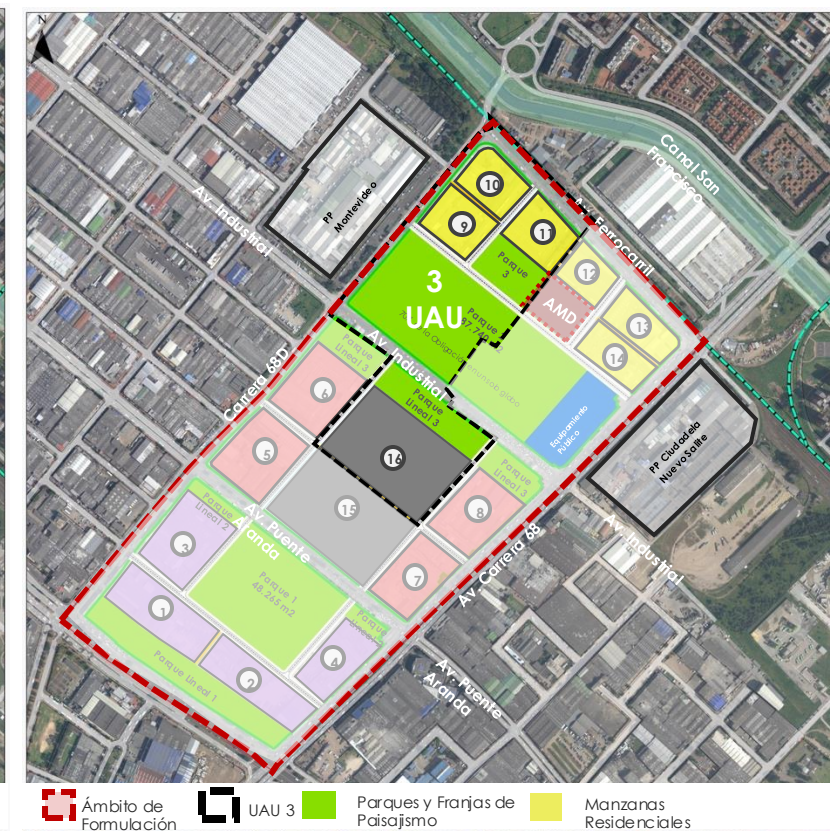 N
Canal San
Francisco
PP
Montevideo
Av. Industrial
Av. Ferrocarril
10
9
11
12
13
14
Parque
3
AMD
3
UAU
Parque
Av. Industrial
Parque
Lineal 3
Carrera 68D
6
Parque
Lineal 3
Equipamiento
Público
PP Ciudadela
Nuevo Salite
5
16
Parque
Lineal 3
15
8
Parque
Lineal 2
Av. Puente
Aranda
3
7
Av. Carrera 68
Av. Industrial
Parque 1
48.265 m2
1
Parque
4
2
Parque Lineal 1
Av. Puente
Aranda
Ámbito de
Formulación
UAU 3
Parques y Franjas de
Paisajismo
Manzanas
Residenciales